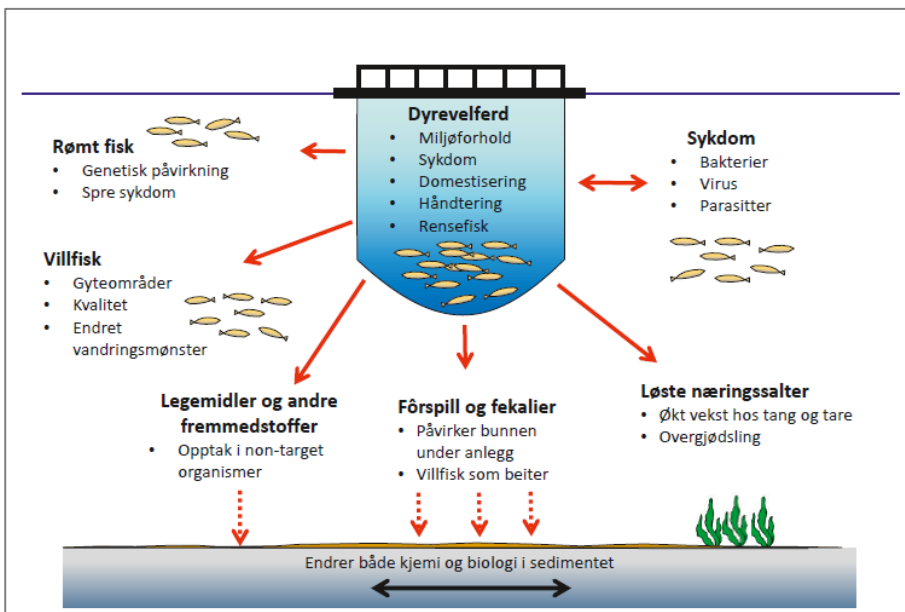 Dyrevelferd
• Miljøforhold
• Sykdom
• Domestisering
• Håndtering
• Rensefisk
Rømt fisk
• Genetisk påvirkning
• Spre sykdom
Sykdom
• Bakterier
• Virus
• Parasitter
Villfisk
• Gyteområder
• Kvalitet
• Endret
vandringsmønster
Legemidler og andre
fremmedstoffer
• Opptak i non-target
organismer
Fôrspill og fekalier
• Påvirker bunnen
under anlegg
• Villfisk som beiter
Løste næringssalter
• Økt vekst hos tang og tare
• Overgjødsling
Endrer både kjemi og biologi i sedimentet